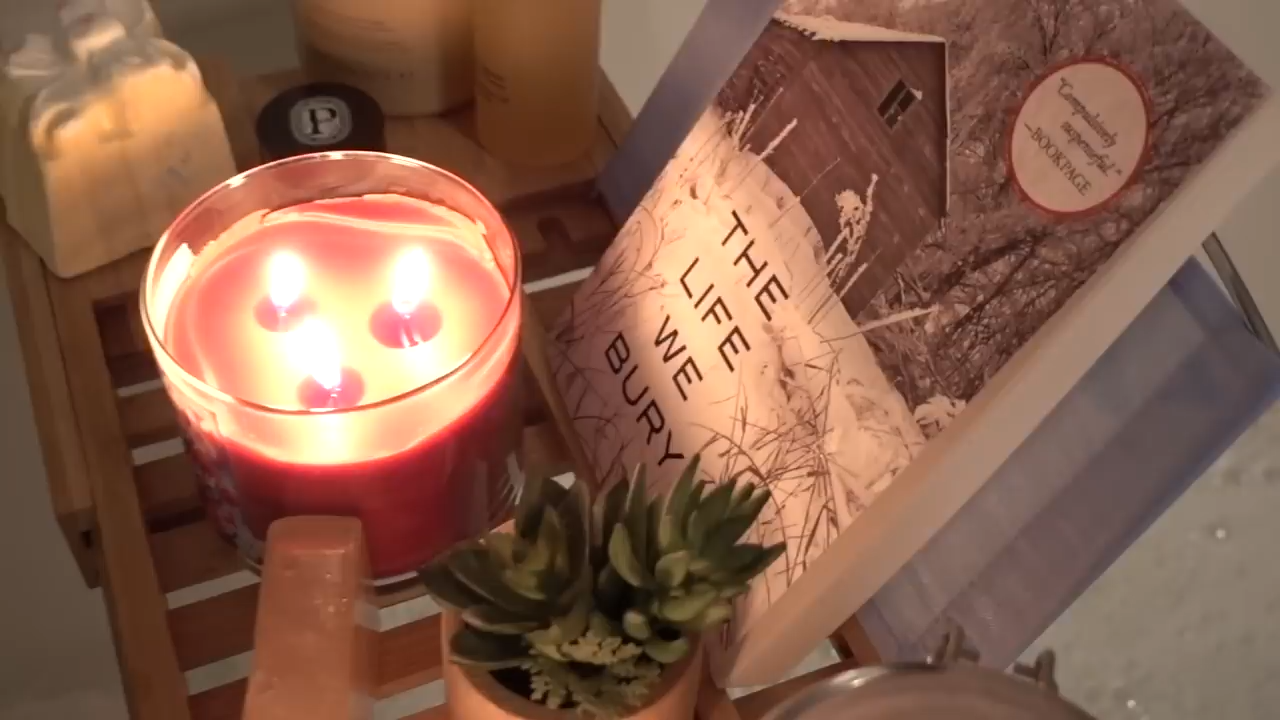 P
"Compulsively
suspenseful."
—BOOKPAGE
THE
LIFE
WE
BURY